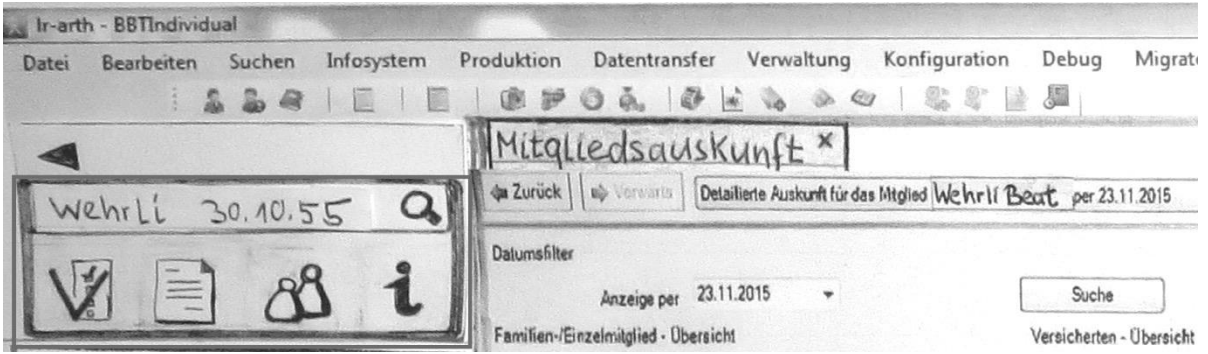 lr-arth - BBTIndividual
Datei Bearbeiten Suchen Infosystem Produktion Datentransfer Verwaltung Konfiguration Debug Migrat
Mitgliedsauskunft x
Zurück Vorwärts Detailierte Auskunft für das Mitglied Wehrli Beat per 23.11.2015
Wehrli 30.10.55
Datumsfilter
Anzeige per 23.11.2015 Suche
Familien-/Einzelmitglied - Übersicht Versicherten - Übersicht